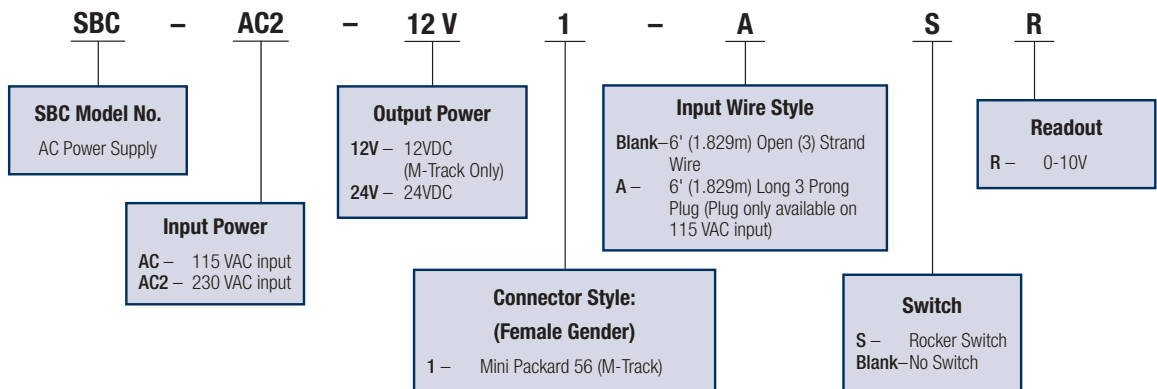 SBC – AC2 – 12 V 1 – A S R
SBC Model No.
AC Power Supply
Input Power
AC – 115 VAC input
AC2 – 230 VAC input
Output Power
12V – 12VDC
(M-Track Only)
24V – 24VDC
Connector Style:
(Female Gender)
1 – Mini Packard 56 (M-Track)
Input Wire Style
Blank–6' (1.829m) Open (3) Strand
Wire
A – 6' (1.829m) Long 3 Prong
Plug (Plug only available on
115 VAC input)
Switch
S – Rocker Switch
Blank–No Switch
Readout
R – 0-10V